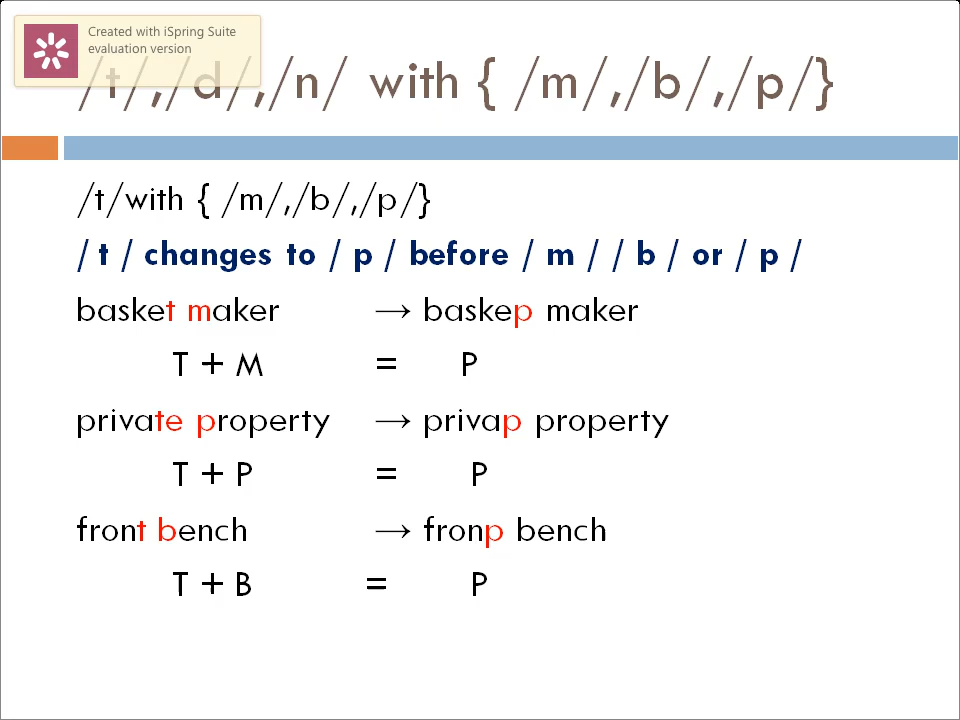 Created with iSpring Suite
evaluation version
/t/,/d/,/n/ with { /m/,/b/,/p/}
/t/with { /m/,/b/,/p/}
/ t / changes to / p / before / m / / b / or / p /
basket maker → baskep maker
T + M = P
private property → privap property
T + P = P
front bench → fronp bench
T + B = P